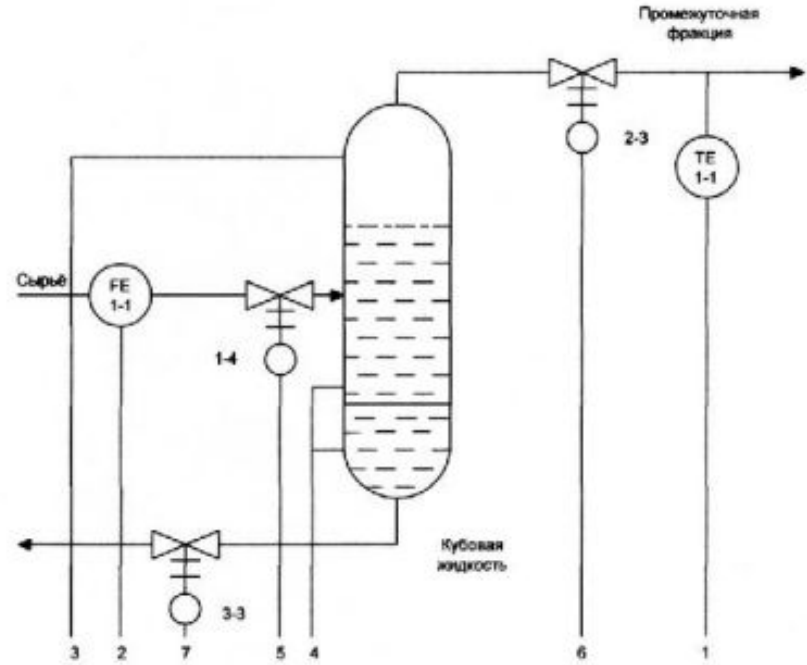 Промежуточная
фракция
2-3
TE
1-1
Сырьё
FE
1-1
1-4
Кубовая
жидкость
3-3
3 2 7 5 4 6 1